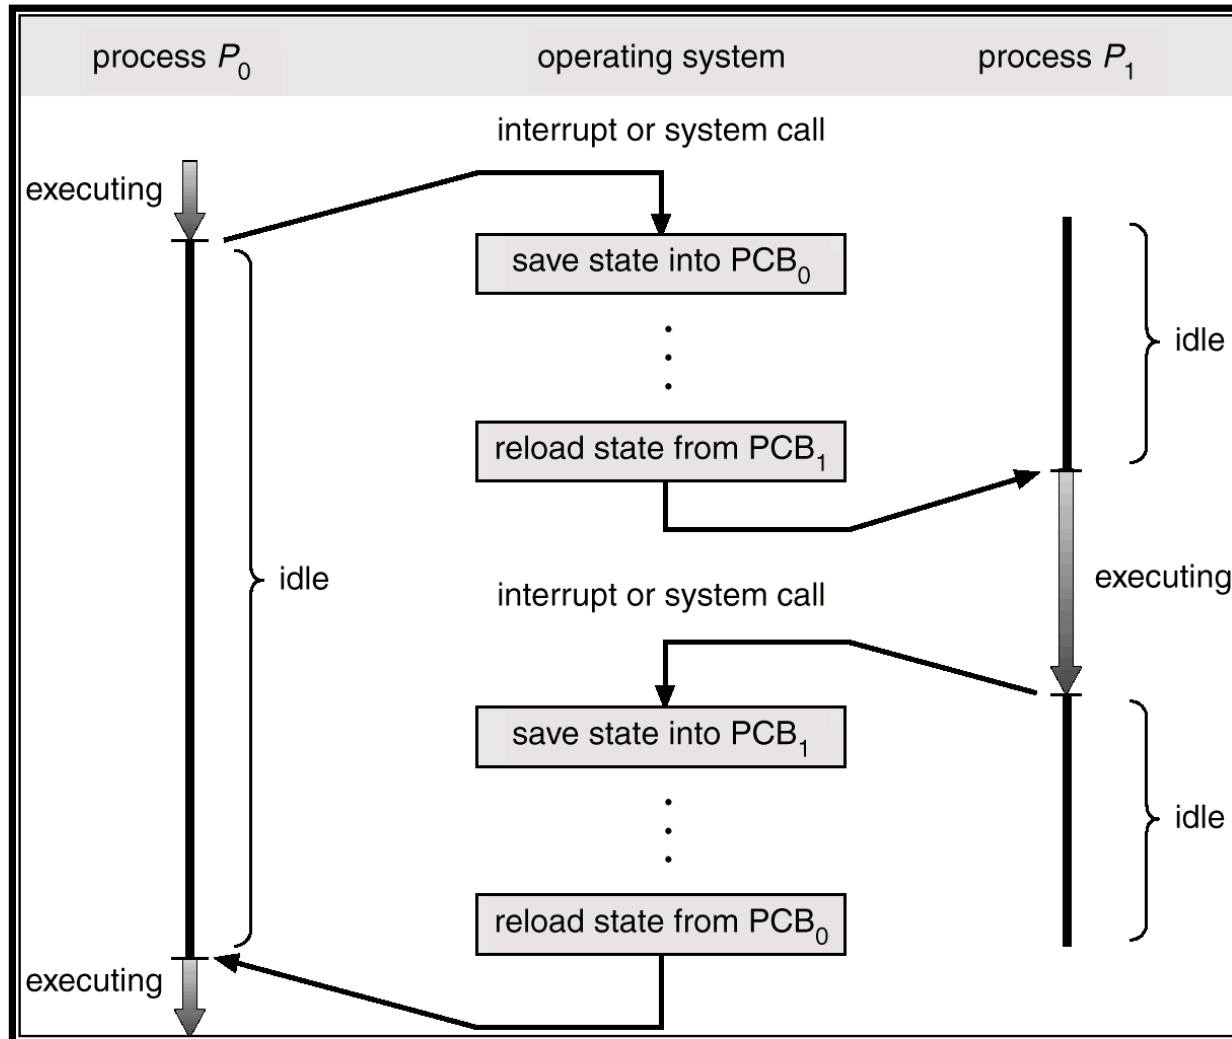 process P0
operating system
process P1
interrupt or system call
executing
save state into PCB0
idle
reload state from PCB1
executing
idle
interrupt or system call
save state into PCB1
idle
reload state from PCB0
executing